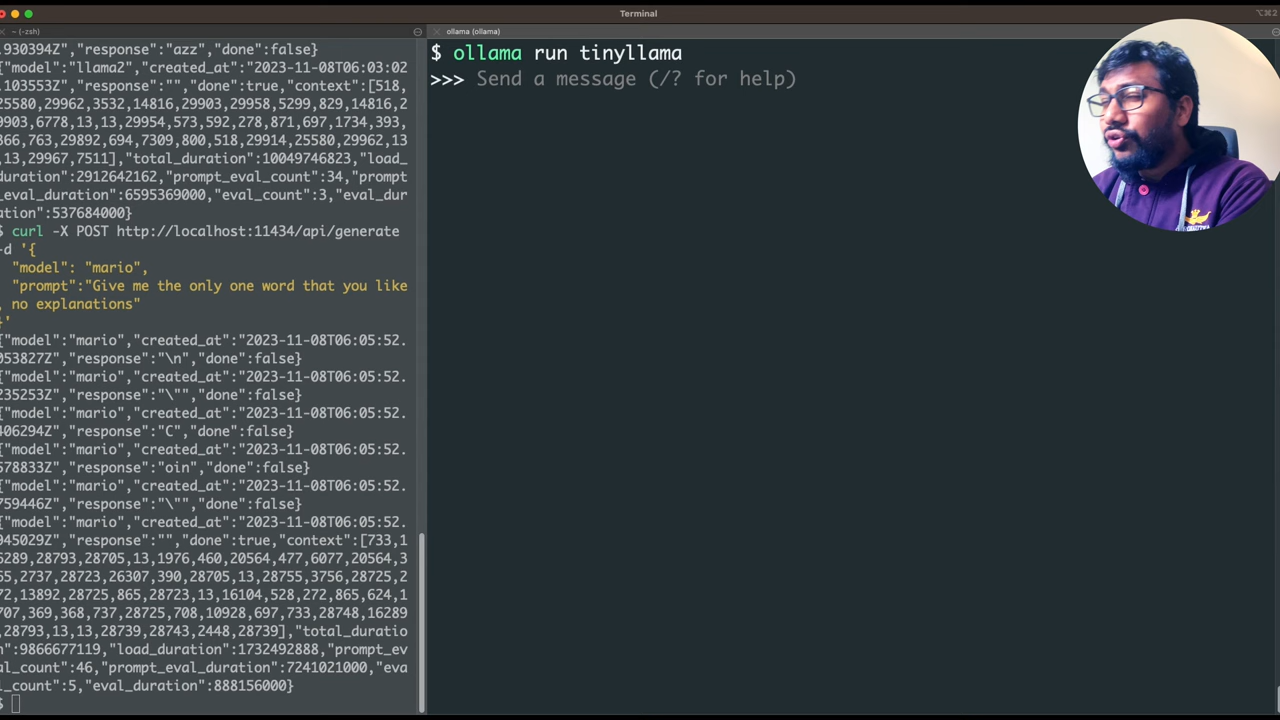 Terminal
⌥⌘2
~ (-zsh)
ollama (ollama)
.930394Z","response":"azz","done":false}
{"model":"llama2","created_at":"2023-11-08T06:03:02
.103553Z","response":"","done":true,"context":[518,
25580,29962,3532,14816,29903,29958,5299,829,14816,2
9903,6778,13,13,29954,573,592,278,871,697,1734,393,
366,763,29892,694,7309,800,518,29914,25580,29962,13
,13,29967,7511],"total_duration":10049746823,"load_
duration":2912642162,"prompt_eval_count":34,"prompt
_eval_duration":6595369000,"eval_count":3,"eval_dur
ation":537684000}
$ curl -X POST http://localhost:11434/api/generate
-d '{
"model": "mario",
"prompt":"Give me the only one word that you like
, no explanations"
}'
{"model":"mario","created_at":"2023-11-08T06:05:52.
053827Z","response":"\n","done":false}
{"model":"mario","created_at":"2023-11-08T06:05:52.
235253Z","response":"\"","done":false}
{"model":"mario","created_at":"2023-11-08T06:05:52.
406294Z","response":"C","done":false}
{"model":"mario","created_at":"2023-11-08T06:05:52.
578833Z","response":"oin","done":false}
{"model":"mario","created_at":"2023-11-08T06:05:52.
759446Z","response":"\"","done":false}
{"model":"mario","created_at":"2023-11-08T06:05:52.
945029Z","response":"","done":true,"context":[733,1
6289,28793,28705,13,1976,460,20564,477,6077,20564,3
65,2737,28723,26307,390,28705,13,28755,3756,28725,2
72,13892,28725,865,28723,13,16104,528,272,865,624,1
707,369,368,737,28725,708,10928,697,733,28748,16289
,28793,13,13,28739,28743,2448,28739],"total_duratio
n":9866677119,"load_duration":1732492888,"prompt_ev
al_count":46,"prompt_eval_duration":7241021000,"eva
l_count":5,"eval_duration":888156000}
$
$ ollama run tinyllama
>>> Send a message (/? for help)